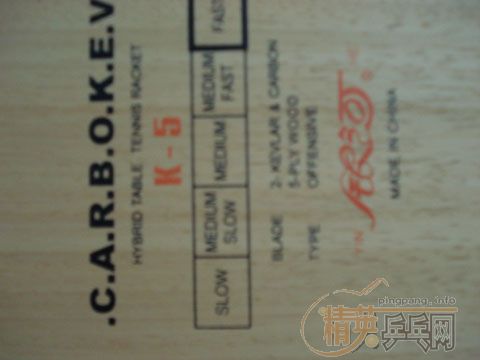 .C.A.R.B.O.K.E.V
HYBRID TABLE TENNIS RACKET
K-5
SLOW
MEDIUM SLOW
MEDIUM
MEDIUM FAST
FAST
BLADE 2- KEVLAR & CARBON
5-PLY WOOD
TYPE OFFENSIVE
MADE IN CHINA
pingpang.info
精英乒乓网